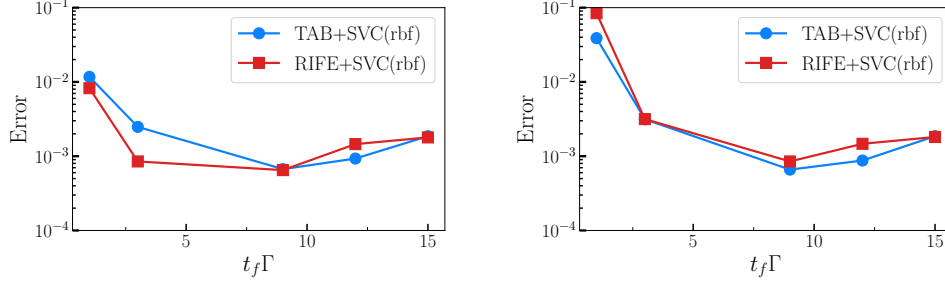 10^{-1}
10^{-2}
10^{-3}
10^{-4}
Error
5
10
15
t_fΓ
TAB+SVC(rbf)
RIFE+SVC(rbf)
10^{-1}
10^{-2}
10^{-3}
10^{-4}
Error
5
10
15
t_fΓ
TAB+SVC(rbf)
RIFE+SVC(rbf)